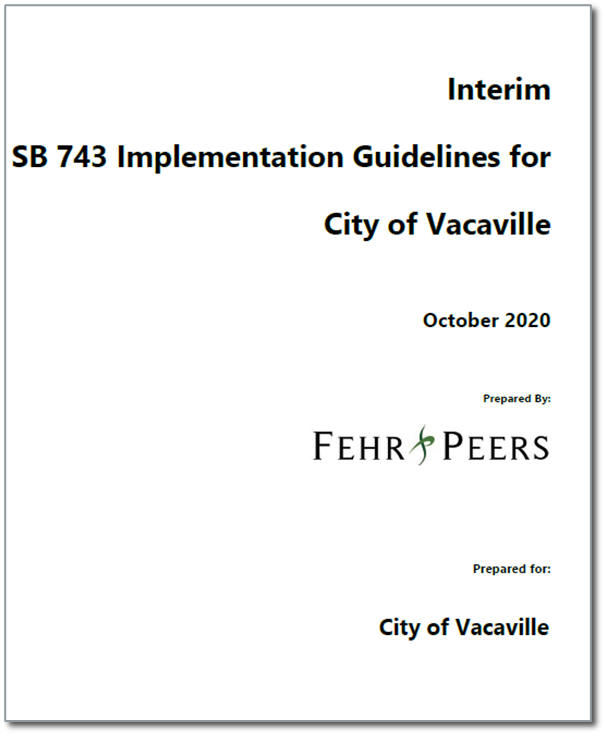 Interim
SB 743 Implementation Guidelines for
City of Vacaville
October 2020
Prepared By:
FEHR PEERS
Prepared for:
City of Vacaville